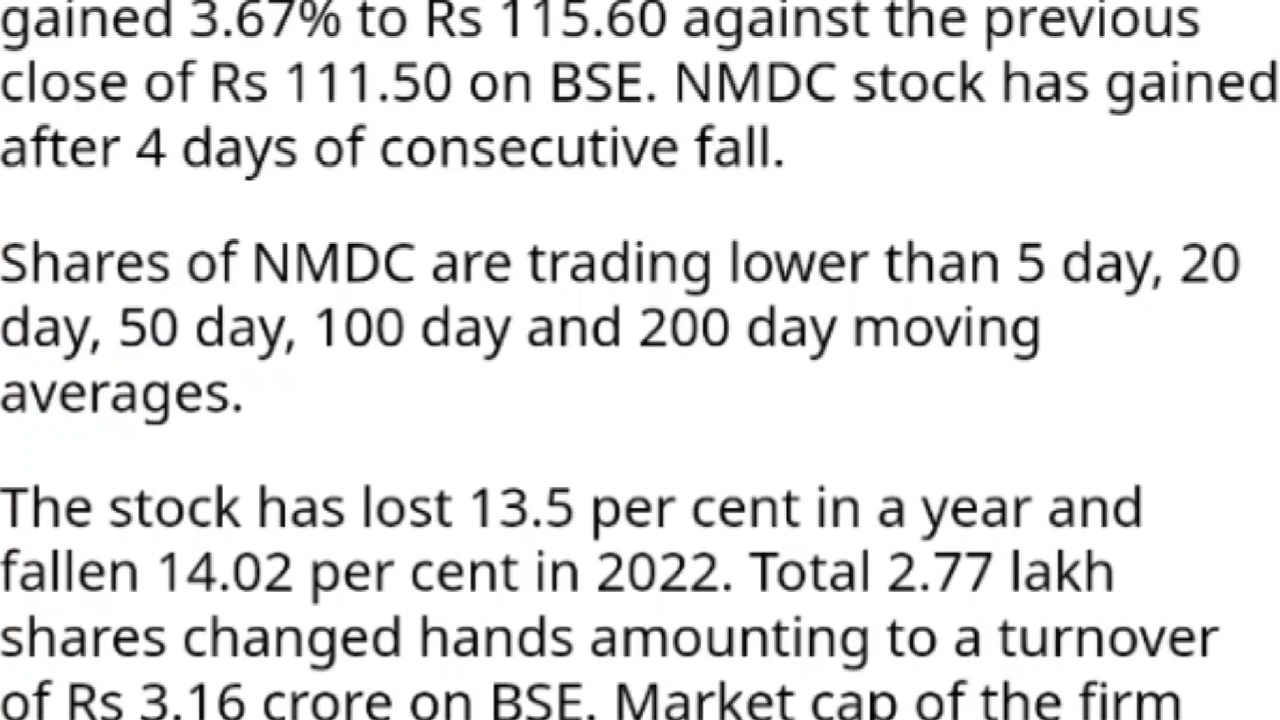 gained 3.67% to Rs 115.60 against the previous
close of Rs 111.50 on BSE. NMDC stock has gained
after 4 days of consecutive fall.
Shares of NMDC are trading lower than 5 day, 20
day, 50 day, 100 day and 200 day moving
averages.
The stock has lost 13.5 per cent in a year and
fallen 14.02 per cent in 2022. Total 2.77 lakh
shares changed hands amounting to a turnover
of Rs 3.16 crore on BSE. Market cap of the firm